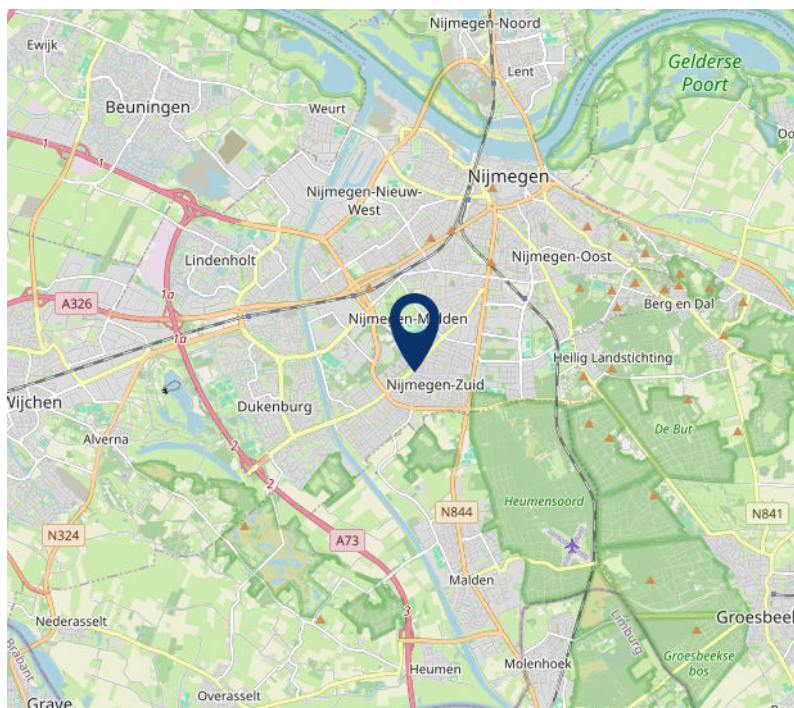 Nijmegen-Noord
Ewijk
Lent
Gelderse
Poort
Beuningen
Weurt
1
1
Nijmegen
Nijmegen-Nieuw-
West
Lindenholt
Nijmegen-Oost
A326
1a
Berg en Dal
Nijmegen-Midden
1a
Heilig Landstichting
Nijmegen-Zuid
Wijchen
Dukenburg
Alverna
De But
2
2
Heumensoord
N844
N841
N324
A73
Malden
3
Nederasselt
Limburg
Groesbeek
Brabant
Groesbeekse
bos
Heumen
Molenhoek
Overasselt
Grave